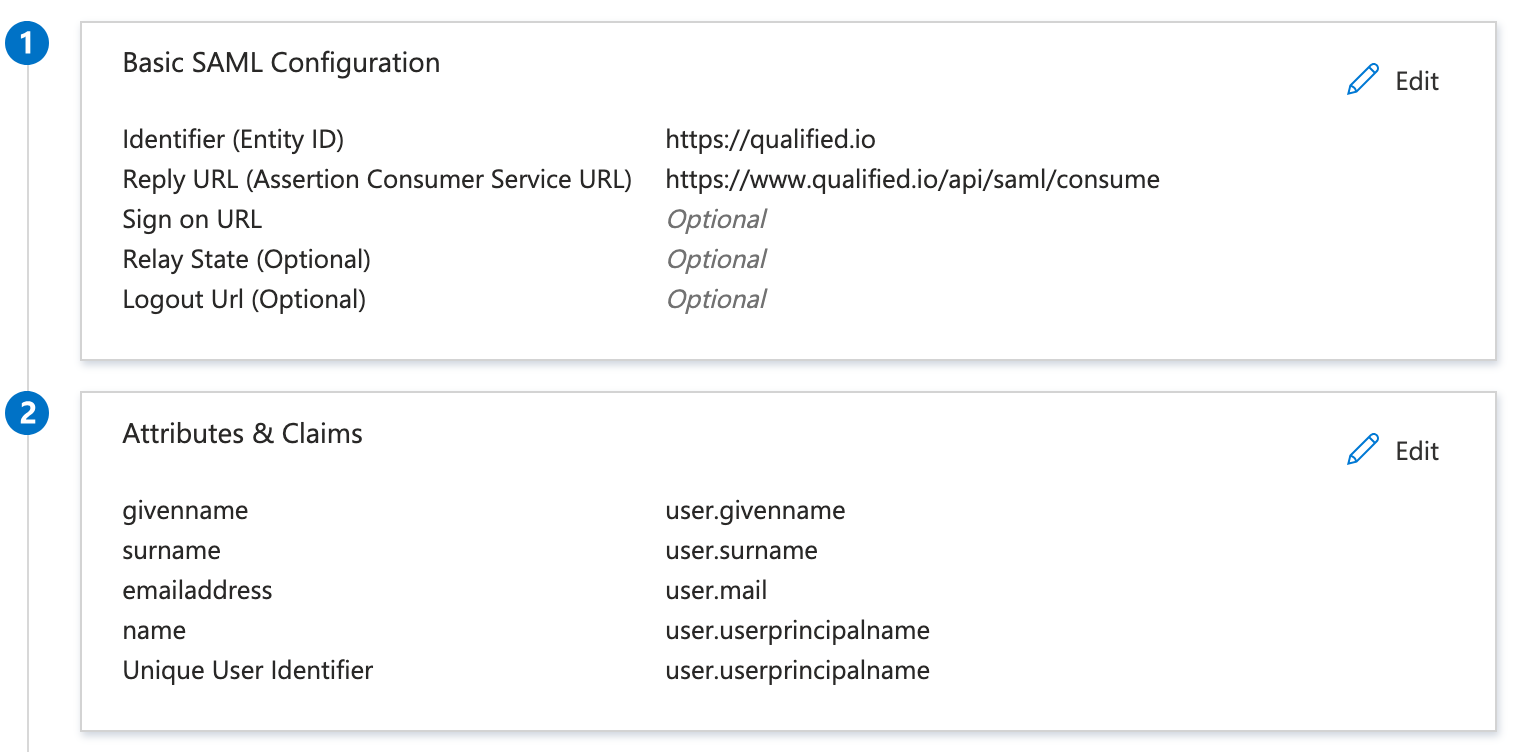 1
Basic SAML Configuration
Edit
Identifier (Entity ID) https://qualified.io
Reply URL (Assertion Consumer Service URL) https://www.qualified.io/api/saml/consume
Sign on URL Optional
Relay State (Optional) Optional
Logout Url (Optional) Optional
2
Attributes & Claims
Edit
givenname user.givenname
surname user.surname
emailaddress user.mail
name user.userprincipalname
Unique User Identifier user.userprincipalname